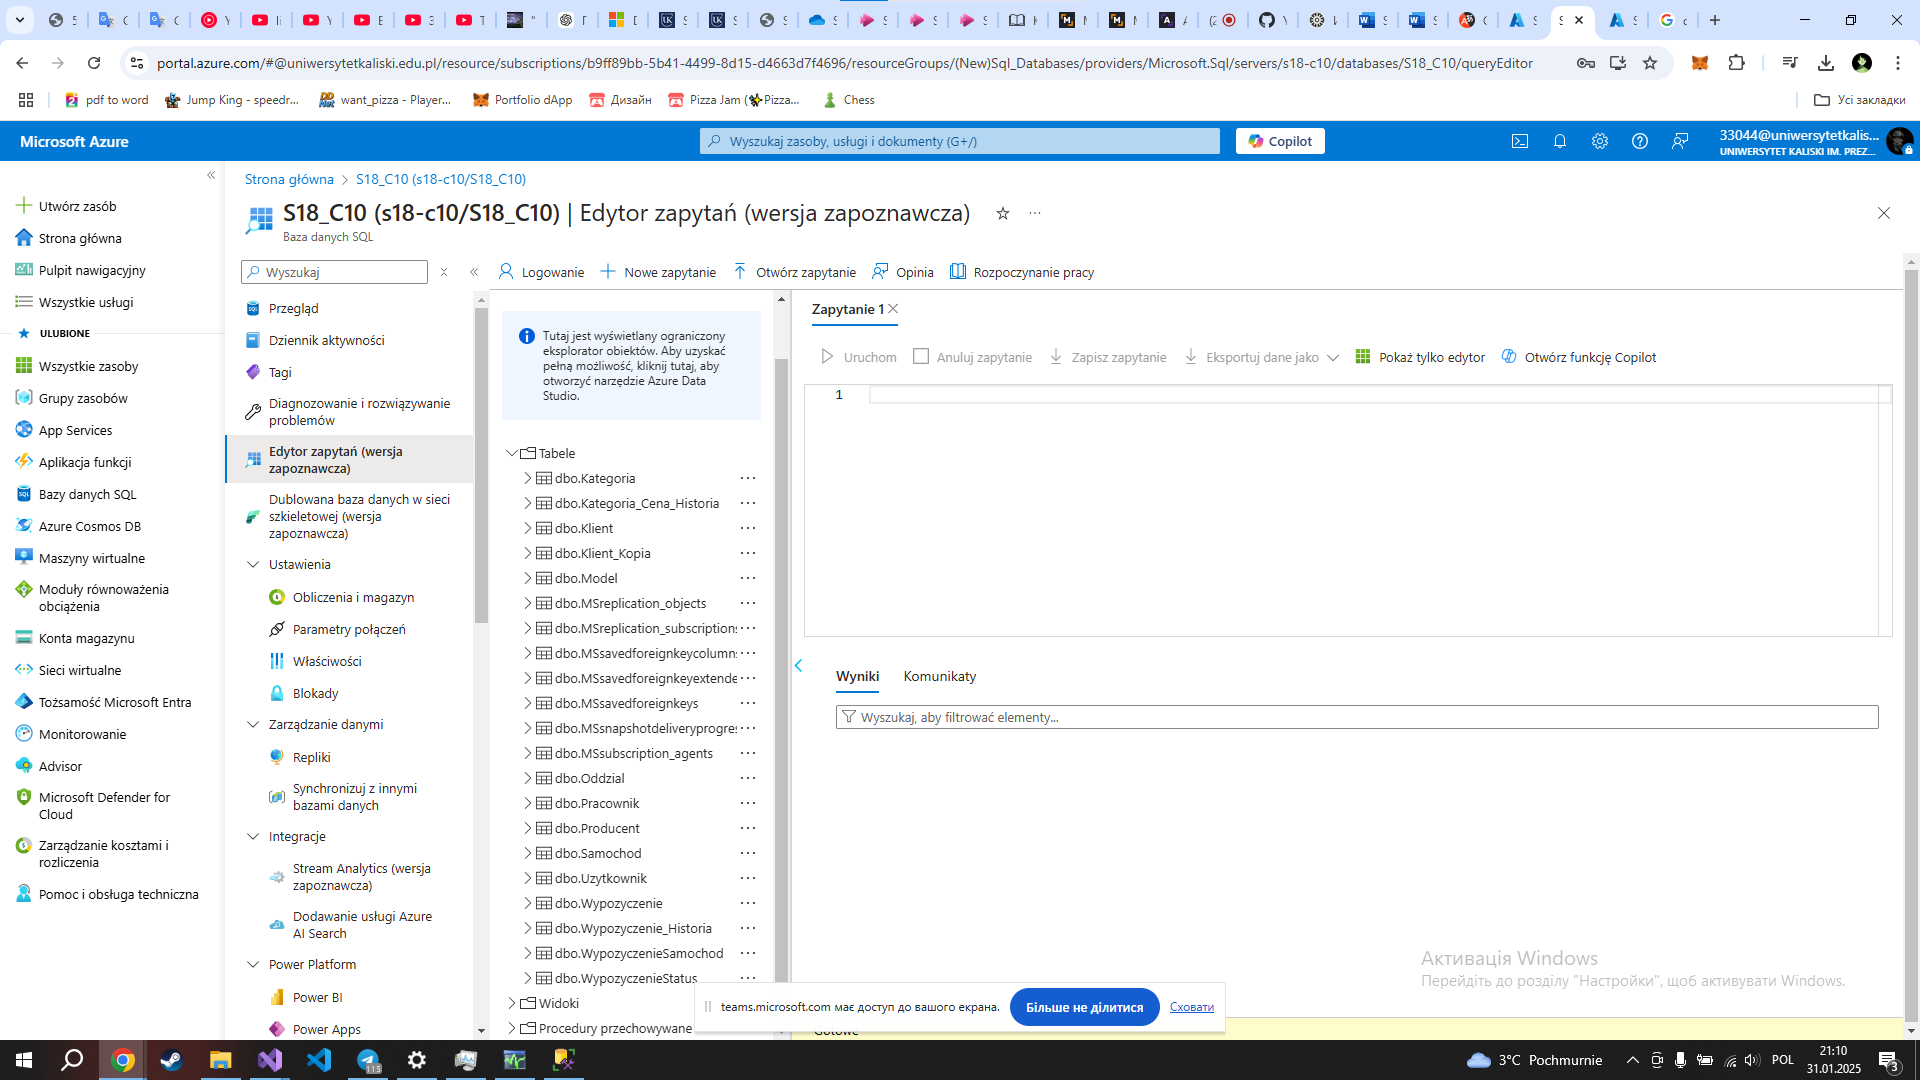 portal.azure.com/#@uniwersytetkaliski.edu.pl/resource/subscriptions/b9ff89bb-5b41-4499-8d15-d4663d7f4696/resourceGroups/(New)Sql_Databases/providers/Microsoft.Sql/servers/s18-c10/databases/S18_C10/queryEditor
pdf to word
Jump King - speedr...
want_pizza - Player...
Portfolio dApp
Дизайн
Pizza Jam (✨Pizza...
Chess
Усі закладки
Microsoft Azure
Wyszukaj zasoby, usługi i dokumenty (G+/)
Copilot
33044@uniwersytetkalis...
UNIWERSYTET KALISKI IM. PREZ...
Utwórz zasób
Strona główna
Pulpit nawigacyjny
Wszystkie usługi
ULUBIONE
Wszystkie zasoby
Grupy zasobów
App Services
Aplikacja funkcji
Bazy danych SQL
Azure Cosmos DB
Maszyny wirtualne
Moduły równoważenia
obciążenia
Konta magazynu
Sieci wirtualne
Tożsamość Microsoft Entra
Monitorowanie
Advisor
Microsoft Defender for
Cloud
Zarządzanie kosztami i
rozliczenia
Pomoc i obsługa techniczna
Strona główna > S18_C10 (s18-c10/S18_C10)
S18_C10 (s18-c10/S18_C10) | Edytor zapytań (wersja zapoznawcza)
Baza danych SQL
Wyszukaj
Przegląd
Dziennik aktywności
Tagi
Diagnozowanie i rozwiązywanie
problemów
Edytor zapytań (wersja
zapoznawcza)
Dublowana baza danych w sieci
szkieletowej (wersja
zapoznawcza)
Ustawienia
Obliczenia i magazyn
Parametry połączeń
Właściwości
Blokady
Zarządzanie danymi
Repliki
Synchronizuj z innymi
bazami danych
Integracje
Stream Analytics (wersja
zapoznawcza)
Dodawanie usługi Azure
AI Search
Power Platform
Power BI
Power Apps
Logowanie
Nowe zapytanie
Otwórz zapytanie
Opinia
Rozpoczynanie pracy
Tutaj jest wyświetlany ograniczony
eksplorator obiektów. Aby uzyskać
pełną możliwość, kliknij tutaj, aby
otworzyć narzędzie Azure Data
Studio.
Tabele
dbo.Kategoria
dbo.Kategoria_Cena_Historia
dbo.Klient
dbo.Klient_Kopia
dbo.Model
dbo.MSreplication_objects
dbo.MSreplication_subscriptions
dbo.MSsavedforeignkeycolumn
dbo.MSsavedforeignkeyextende
dbo.MSsavedforeignkeys
dbo.MSsnapshotdeliveryprogres
dbo.MSsubscription_agents
dbo.Oddzial
dbo.Pracownik
dbo.Producent
dbo.Samochod
dbo.Uzytkownik
dbo.Wypozyczenie
dbo.Wypozyczenie_Historia
dbo.WypozyczenieSamochod
dbo.WypozyczenieStatus
Widoki
Procedury przechowywane
Zapytanie 1
Uruchom
Anuluj zapytanie
Zapisz zapytanie
Eksportuj dane jako
Pokaż tylko edytor
Otwórz funkcję Copilot
1
Wyniki
Komunikaty
Wyszukaj, aby filtrować elementy...
Активація Windows
Перейдіть до розділу "Настройки", щоб активувати Windows.
teams.microsoft.com має доступ до вашого екрана.
Більше не ділитися
Сховати
Gotowe
115
3°C Pochmurnie
POL
21:10
31.01.2025
3